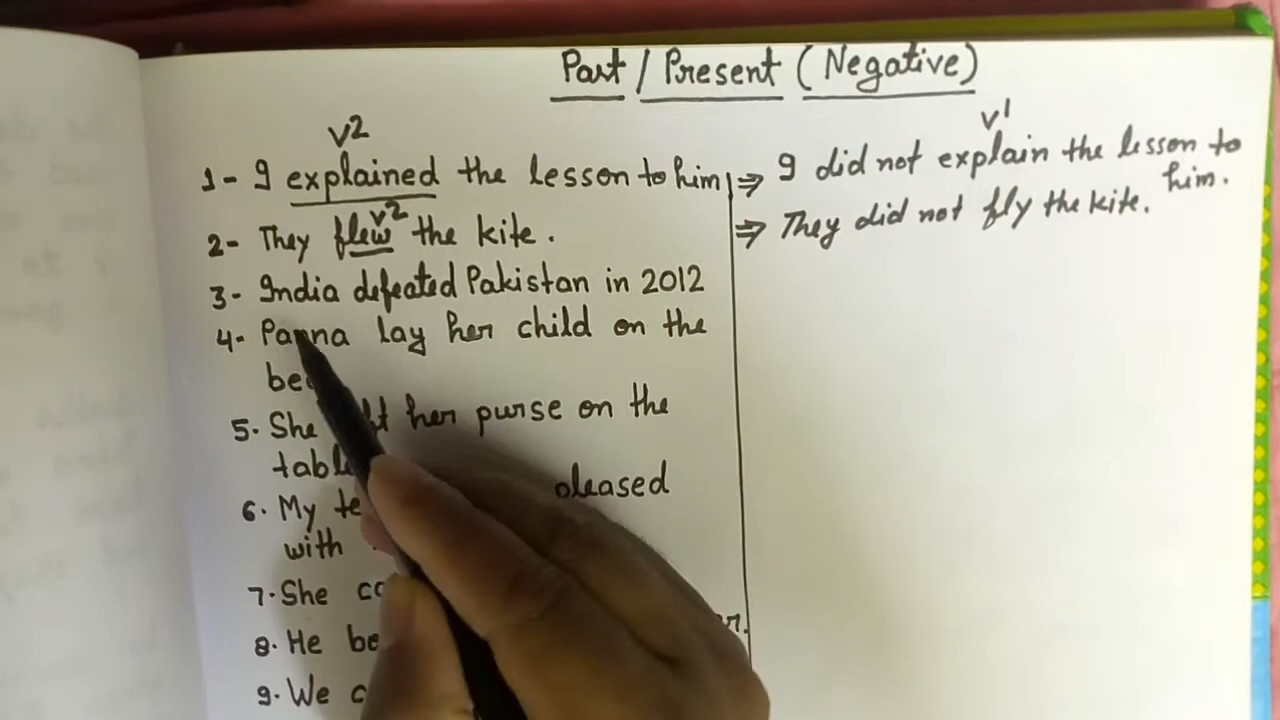 Past / Present (Negative)
V2
V1
1- I explained the lesson to him
⇒ I did not explain the lesson to
him.
V2
2- They flew the kite.
⇒ They did not fly the kite.
3- India defeated Pakistan in 2012
4- Panna lay her child on the
5. She her purse on the
table
6. My pleased
with
7. She
8. He
9. We